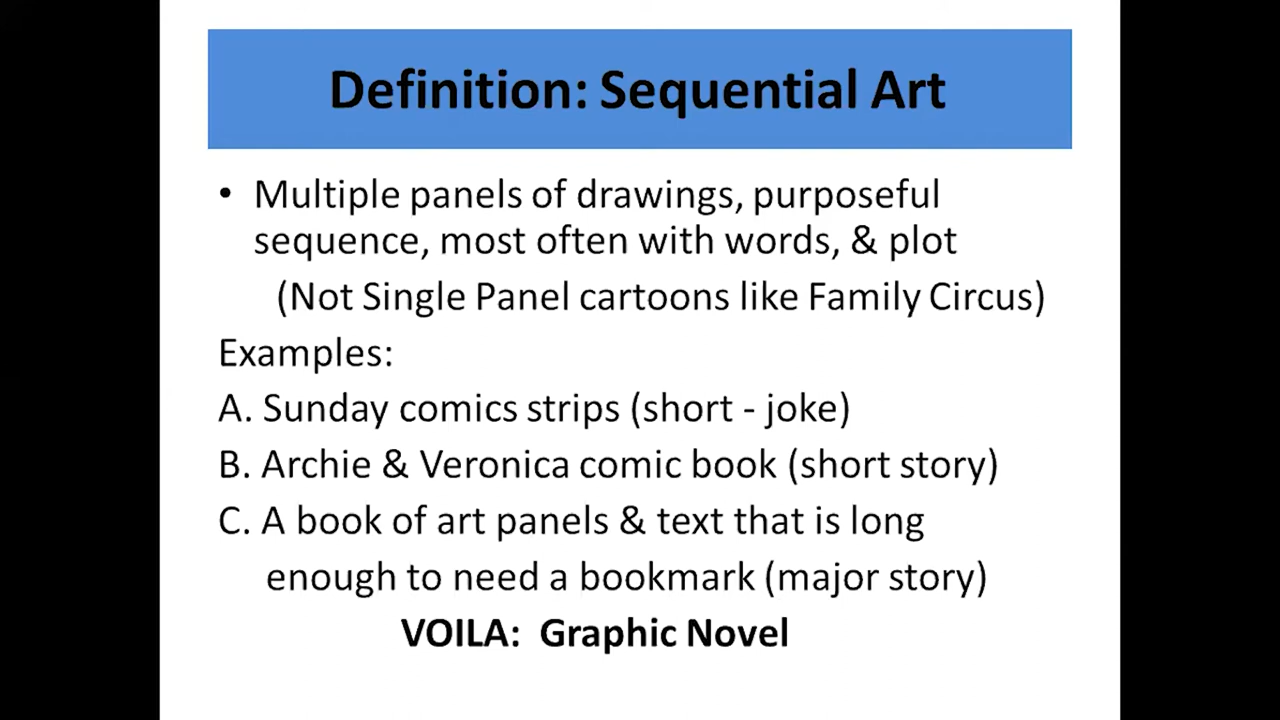 Definition: Sequential Art
• Multiple panels of drawings, purposeful
sequence, most often with words, & plot
(Not Single Panel cartoons like Family Circus)
Examples:
A. Sunday comics strips (short - joke)
B. Archie & Veronica comic book (short story)
C. A book of art panels & text that is long
enough to need a bookmark (major story)
VOILA: Graphic Novel